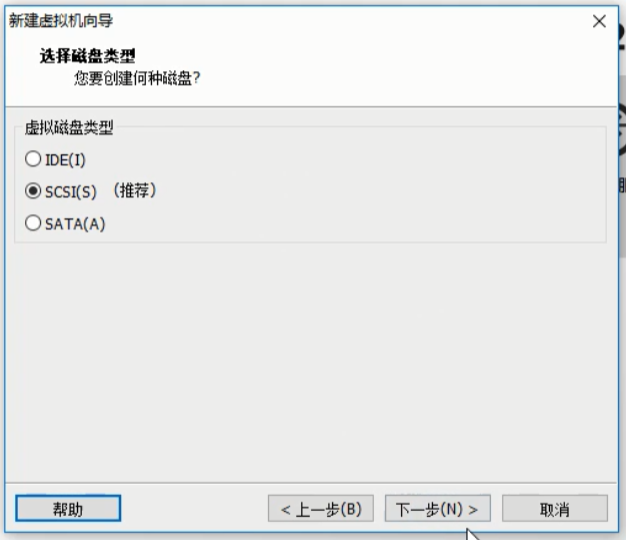 新建虚拟机向导
选择磁盘类型
您要创建何种磁盘?
虚拟磁盘类型
IDE(I)
SCSI(S) (推荐)
SATA(A)
帮助 < 上一步(B) 下一步(N) > 取消